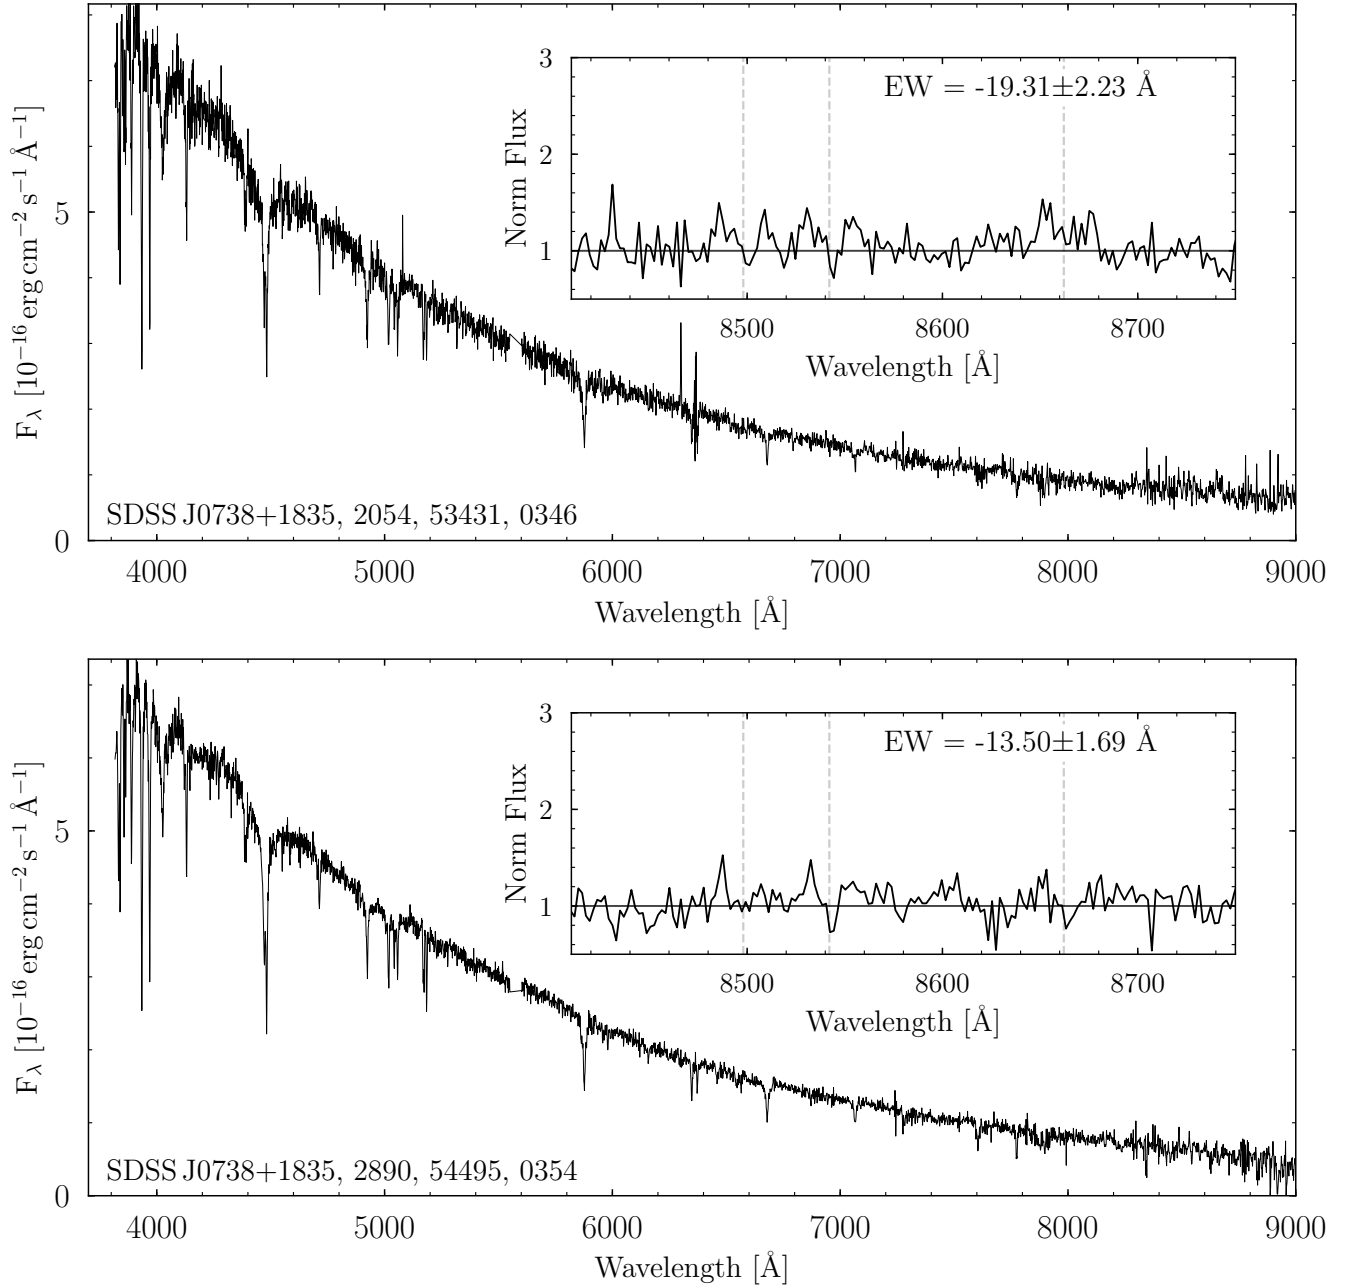 3
EW = -19.31±2.23 Å
2
Norm Flux
1
8500 8600 8700
Wavelength [Å]
5
0
F_λ [10⁻¹⁶ erg cm⁻² s⁻¹ Å⁻¹]
SDSS J0738+1835, 2054, 53431, 0346
4000 5000 6000 7000 8000 9000
Wavelength [Å]
3
EW = -13.50±1.69 Å
2
Norm Flux
1
8500 8600 8700
Wavelength [Å]
5
0
F_λ [10⁻¹⁶ erg cm⁻² s⁻¹ Å⁻¹]
SDSS J0738+1835, 2890, 54495, 0354
4000 5000 6000 7000 8000 9000
Wavelength [Å]